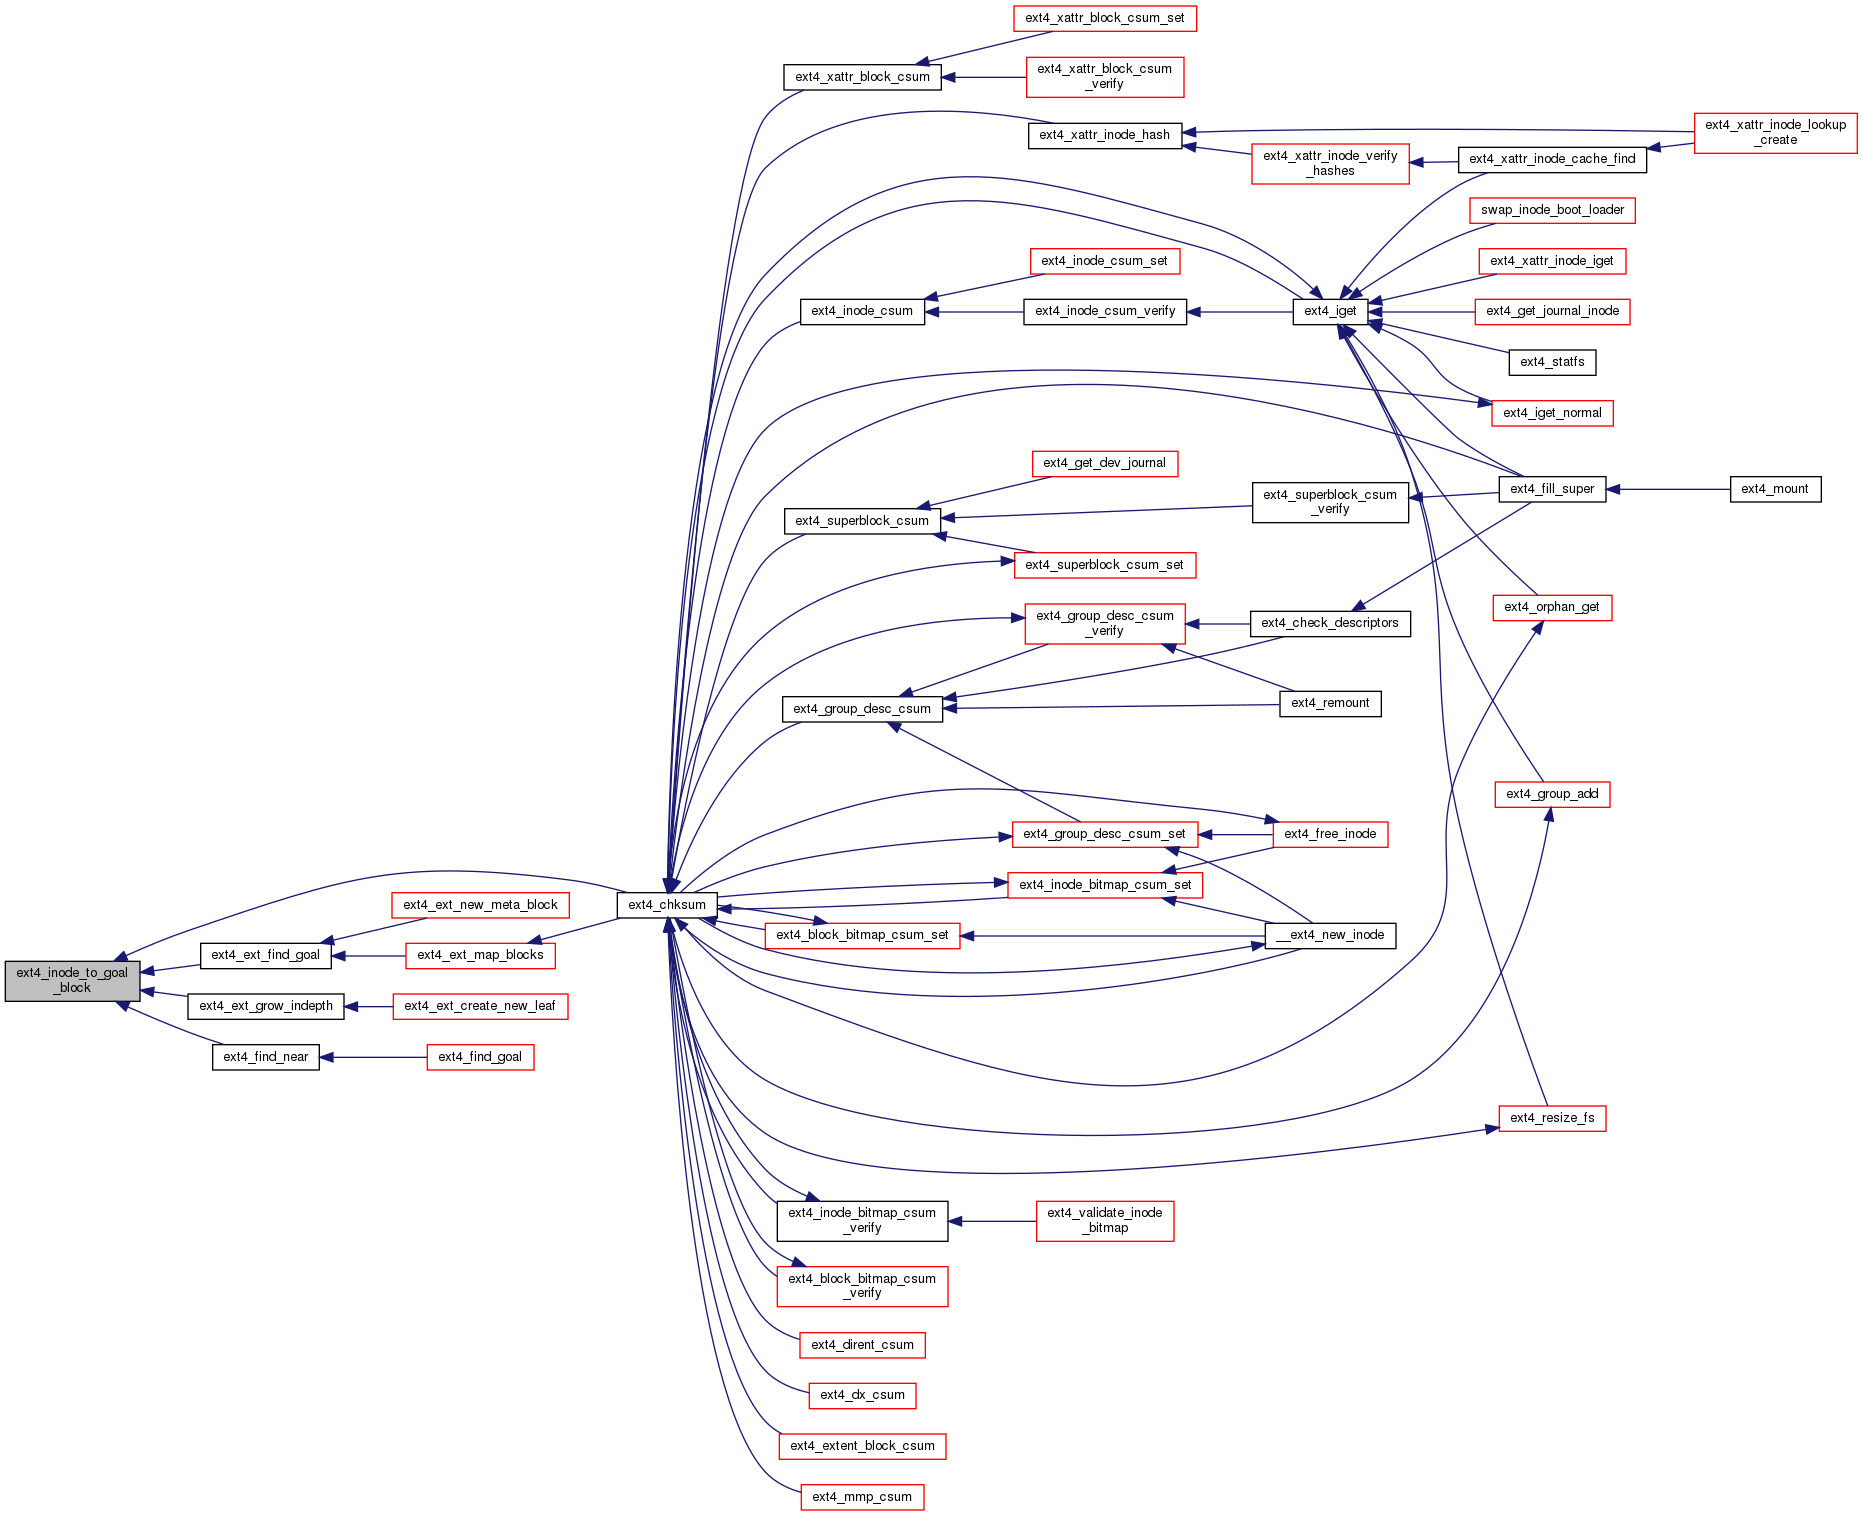 ext4_xattr_block_csum_set
ext4_xattr_block_csum
ext4_xattr_block_csum
_verify
ext4_xattr_inode_hash
ext4_xattr_inode_lookup
_create
ext4_xattr_inode_verify
_hashes
ext4_xattr_inode_cache_find
swap_inode_boot_loader
ext4_inode_csum_set
ext4_xattr_inode_iget
ext4_inode_csum
ext4_inode_csum_verify
ext4_iget
ext4_get_journal_inode
ext4_statfs
ext4_iget_normal
ext4_get_dev_journal
ext4_superblock_csum
ext4_superblock_csum
_verify
ext4_fill_super
ext4_mount
ext4_superblock_csum_set
ext4_group_desc_csum
_verify
ext4_check_descriptors
ext4_orphan_get
ext4_group_desc_csum
ext4_remount
ext4_group_add
ext4_group_desc_csum_set
ext4_free_inode
ext4_inode_bitmap_csum_set
ext4_chksum
ext4_block_bitmap_csum_set
__ext4_new_inode
ext4_ext_new_meta_block
ext4_ext_find_goal
ext4_ext_map_blocks
ext4_inode_to_goal
_block
ext4_ext_grow_indepth
ext4_ext_create_new_leaf
ext4_find_near
ext4_find_goal
ext4_resize_fs
ext4_inode_bitmap_csum
_verify
ext4_validate_inode
_bitmap
ext4_block_bitmap_csum
_verify
ext4_dirent_csum
ext4_dx_csum
ext4_extent_block_csum
ext4_mmp_csum